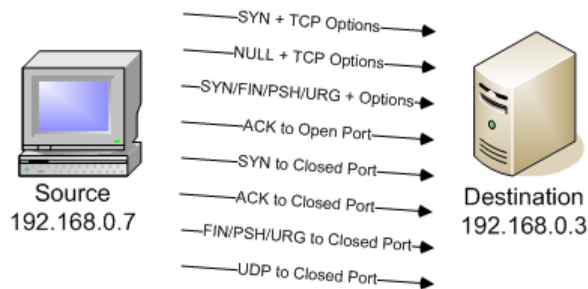 SYN + TCP Options
NULL + TCP Options
SYN/FIN/PSH/URG + Options
ACK to Open Port
SYN to Closed Port
ACK to Closed Port
FIN/PSH/URG to Closed Port
UDP to Closed Port
Source
192.168.0.7
Destination
192.168.0.3